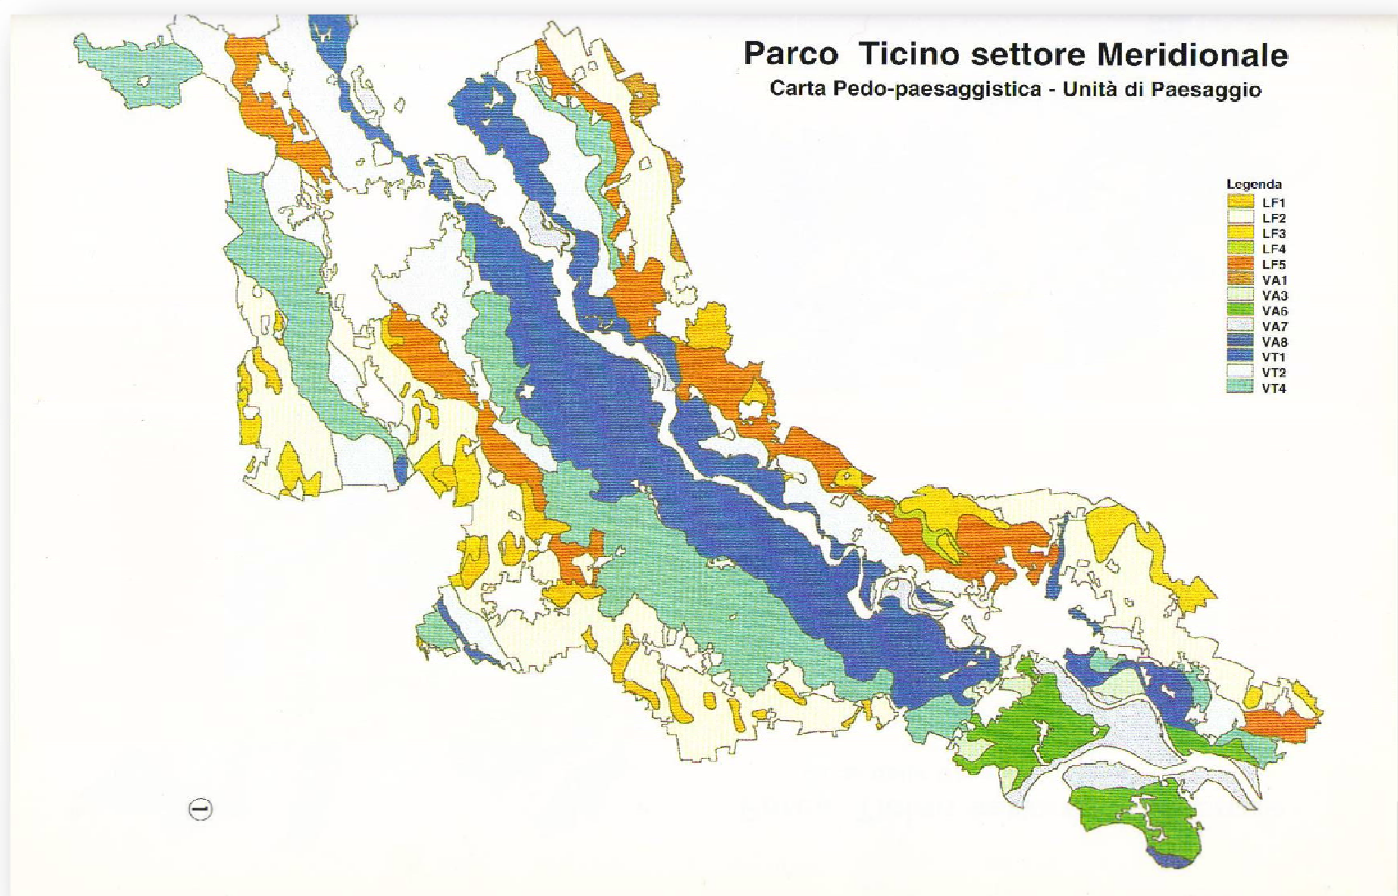 Parco Ticino settore Meridionale
Carta Pedo-paesaggistica - Unità di Paesaggio
Legenda
LF1
LF2
LF3
LF4
LF5
VA1
VA3
VA6
VA7
VA8
VT1
VT2
VT4